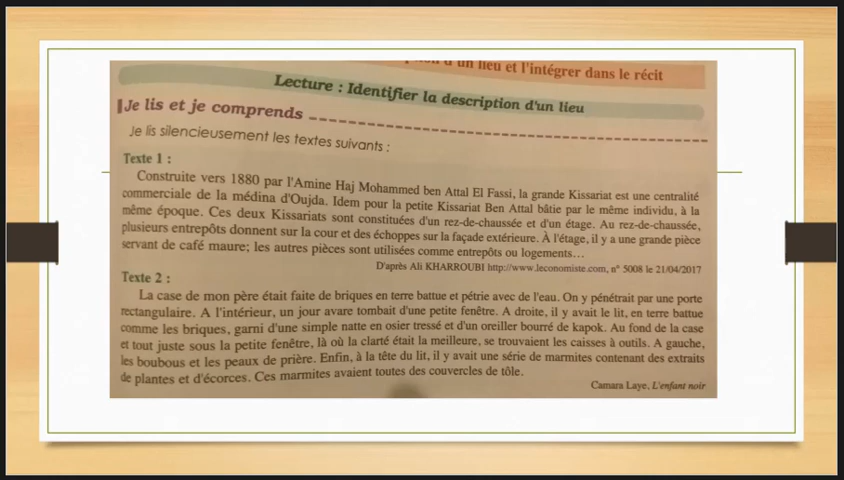 un lieu et l'intégrer dans le récit
Lecture : Identifier la description d'un lieu
Je lis et je comprends
Je lis silencieusement les textes suivants :
Texte 1 :
Construite vers 1880 par l'Amine Haj Mohammed ben Attal El Fassi, la grande Kissariat est une centralité
commerciale de la médina d'Oujda. Idem pour la petite Kissariat Ben Attal bâtie par le même individu, à la
même époque. Ces deux Kissariats sont constituées d'un rez-de-chaussée et d'un étage. Au rez-de-chaussée,
plusieurs entrepôts donnent sur la cour et des échoppes sur la façade extérieure. À l'étage, il y a une grande pièce
servant de café maure; les autres pièces sont utilisées comme entrepôts ou logements…
D'après Ali KHARROUBI http://www.leconomiste.com, n° 5008 le 21/04/2017
Texte 2 :
La case de mon père était faite de briques en terre battue et pétrie avec de l'eau. On y pénétrait par une porte
rectangulaire. A l'intérieur, un jour avare tombait d'une petite fenêtre. A droite, il y avait le lit, en terre battue
comme les briques, garni d'une simple natte en osier tressé et d'un oreiller bourré de kapok. Au fond de la case
et tout juste sous la petite fenêtre, là où la clarté était la meilleure, se trouvaient les caisses à outils. A gauche,
les boubous et les peaux de prière. Enfin, à la tête du lit, il y avait une série de marmites contenant des extraits
de plantes et d'écorces. Ces marmites avaient toutes des couvercles de tôle.
Camara Laye, L'enfant noir